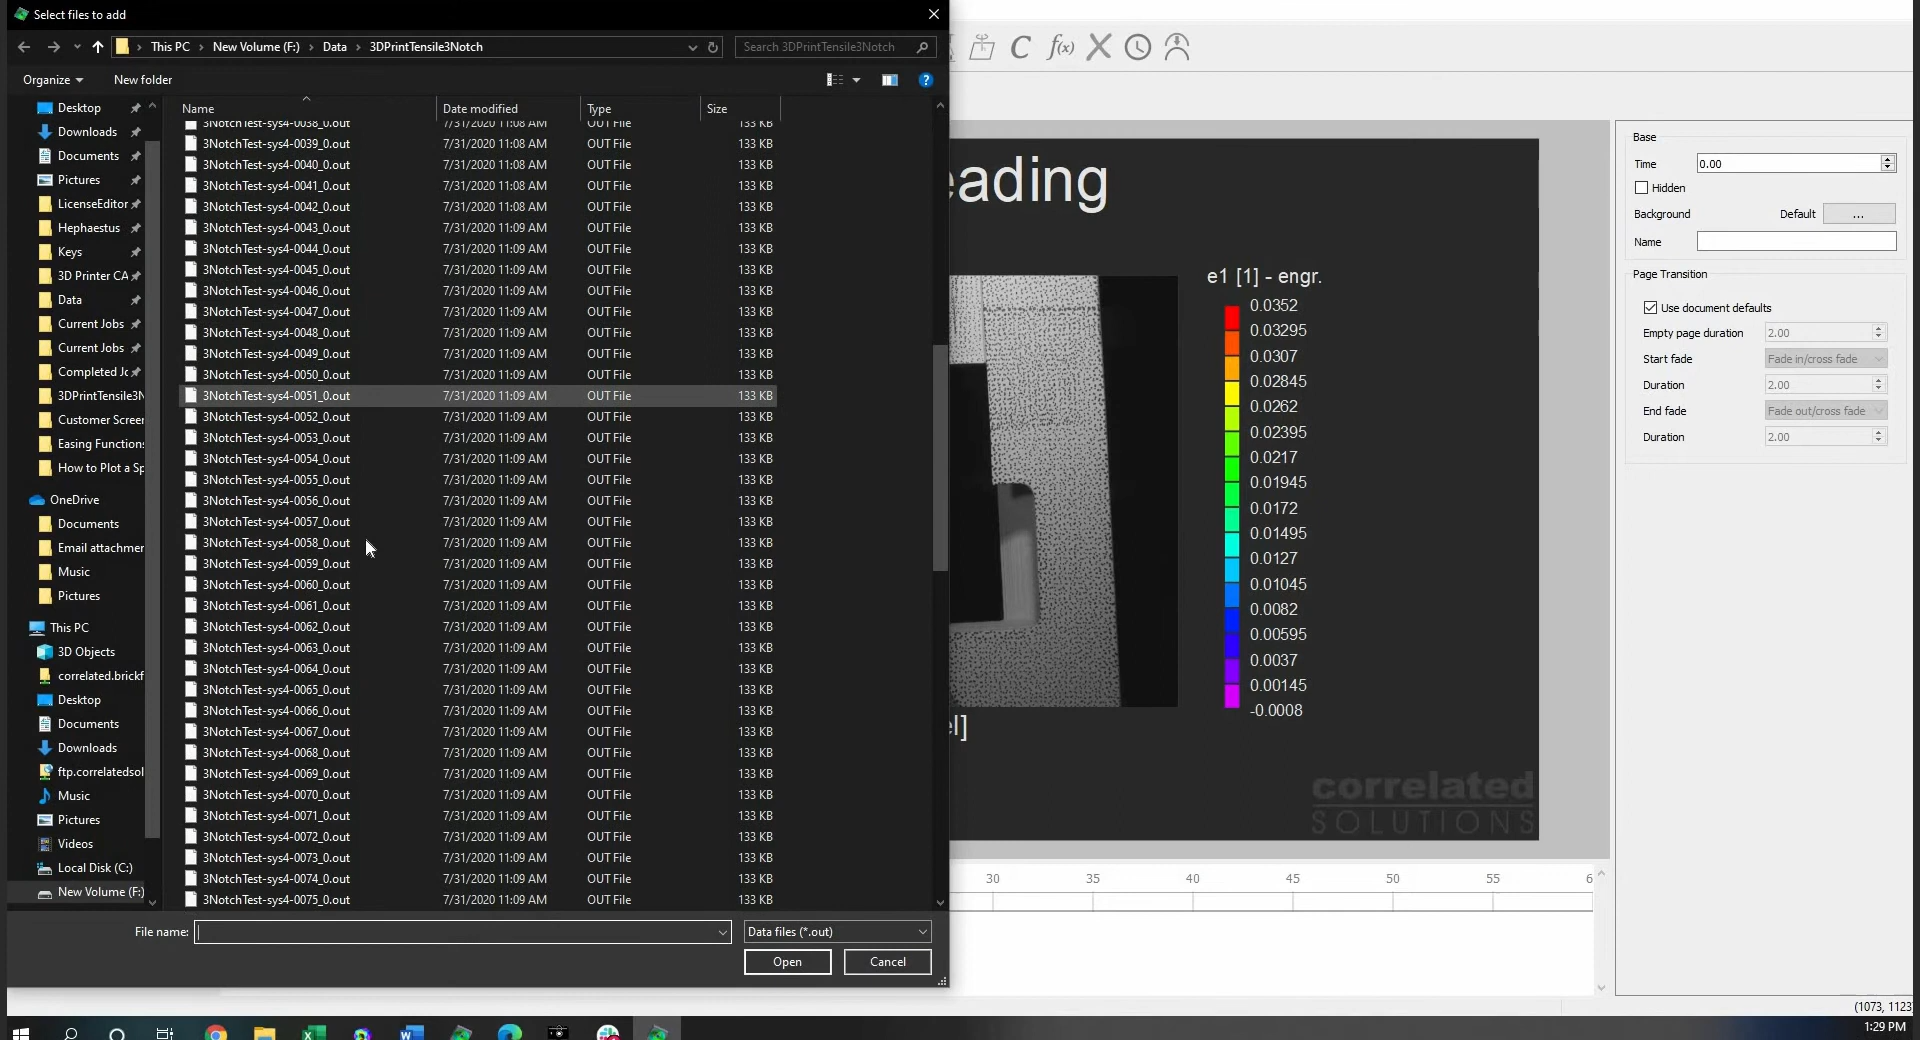 Select files to add
This PC > New Volume (F:) > Data > 3DPrintTensile3Notch
Search 3DPrintTensile3Notch
Organize
New folder
Name Date modified Type Size
3NotchTest-sys4-0038_0.out 7/31/2020 11:08 AM OUT File 133 KB
3NotchTest-sys4-0039_0.out 7/31/2020 11:08 AM OUT File 133 KB
3NotchTest-sys4-0040_0.out 7/31/2020 11:08 AM OUT File 133 KB
3NotchTest-sys4-0041_0.out 7/31/2020 11:08 AM OUT File 133 KB
3NotchTest-sys4-0042_0.out 7/31/2020 11:08 AM OUT File 133 KB
3NotchTest-sys4-0043_0.out 7/31/2020 11:09 AM OUT File 133 KB
3NotchTest-sys4-0044_0.out 7/31/2020 11:09 AM OUT File 133 KB
3NotchTest-sys4-0045_0.out 7/31/2020 11:09 AM OUT File 133 KB
3NotchTest-sys4-0046_0.out 7/31/2020 11:09 AM OUT File 133 KB
3NotchTest-sys4-0047_0.out 7/31/2020 11:09 AM OUT File 133 KB
3NotchTest-sys4-0048_0.out 7/31/2020 11:09 AM OUT File 133 KB
3NotchTest-sys4-0049_0.out 7/31/2020 11:09 AM OUT File 133 KB
3NotchTest-sys4-0050_0.out 7/31/2020 11:09 AM OUT File 133 KB
3NotchTest-sys4-0051_0.out 7/31/2020 11:09 AM OUT File 133 KB
3NotchTest-sys4-0052_0.out 7/31/2020 11:09 AM OUT File 133 KB
3NotchTest-sys4-0053_0.out 7/31/2020 11:09 AM OUT File 133 KB
3NotchTest-sys4-0054_0.out 7/31/2020 11:09 AM OUT File 133 KB
3NotchTest-sys4-0055_0.out 7/31/2020 11:09 AM OUT File 133 KB
3NotchTest-sys4-0056_0.out 7/31/2020 11:09 AM OUT File 133 KB
3NotchTest-sys4-0057_0.out 7/31/2020 11:09 AM OUT File 133 KB
3NotchTest-sys4-0058_0.out 7/31/2020 11:09 AM OUT File 133 KB
3NotchTest-sys4-0059_0.out 7/31/2020 11:09 AM OUT File 133 KB
3NotchTest-sys4-0060_0.out 7/31/2020 11:09 AM OUT File 133 KB
3NotchTest-sys4-0061_0.out 7/31/2020 11:09 AM OUT File 133 KB
3NotchTest-sys4-0062_0.out 7/31/2020 11:09 AM OUT File 133 KB
3NotchTest-sys4-0063_0.out 7/31/2020 11:09 AM OUT File 133 KB
3NotchTest-sys4-0064_0.out 7/31/2020 11:09 AM OUT File 133 KB
3NotchTest-sys4-0065_0.out 7/31/2020 11:09 AM OUT File 133 KB
3NotchTest-sys4-0066_0.out 7/31/2020 11:09 AM OUT File 133 KB
3NotchTest-sys4-0067_0.out 7/31/2020 11:09 AM OUT File 133 KB
3NotchTest-sys4-0068_0.out 7/31/2020 11:09 AM OUT File 133 KB
3NotchTest-sys4-0069_0.out 7/31/2020 11:09 AM OUT File 133 KB
3NotchTest-sys4-0070_0.out 7/31/2020 11:09 AM OUT File 133 KB
3NotchTest-sys4-0071_0.out 7/31/2020 11:09 AM OUT File 133 KB
3NotchTest-sys4-0072_0.out 7/31/2020 11:09 AM OUT File 133 KB
3NotchTest-sys4-0073_0.out 7/31/2020 11:09 AM OUT File 133 KB
3NotchTest-sys4-0074_0.out 7/31/2020 11:09 AM OUT File 133 KB
3NotchTest-sys4-0075_0.out 7/31/2020 11:09 AM OUT File 133 KB
Desktop
Downloads
Documents
Pictures
LicenseEditor
Hephaestus
Keys
3D Printer CA
Data
Current Jobs
Current Jobs
Completed Jc
3DPrintTensile3N
Customer Screen
Easing Functions
How to Plot a Sp
OneDrive
Documents
Email attachmen
Music
Pictures
This PC
3D Objects
correlated.brickf
Desktop
Documents
Downloads
ftp.correlatedsol
Music
Pictures
Videos
Local Disk (C:)
New Volume (F:)
File name:
Data files (*.out)
Open
Cancel
C f(x)
eading
e1 [1] - engr.
0.0352
0.03295
0.0307
0.02845
0.0262
0.02395
0.0217
0.01945
0.0172
0.01495
0.0127
0.01045
0.0082
0.00595
0.0037
0.00145
-0.0008
el]
correlated
SOLUTIONS
30 35 40 45 50 55 6
Base
Time 0.00
Hidden
Background Default ...
Name
Page Transition
Use document defaults
Empty page duration 2.00
Start fade Fade in/cross fade
Duration 2.00
End fade Fade out/cross fade
Duration 2.00
(1073, 1123
1:29 PM